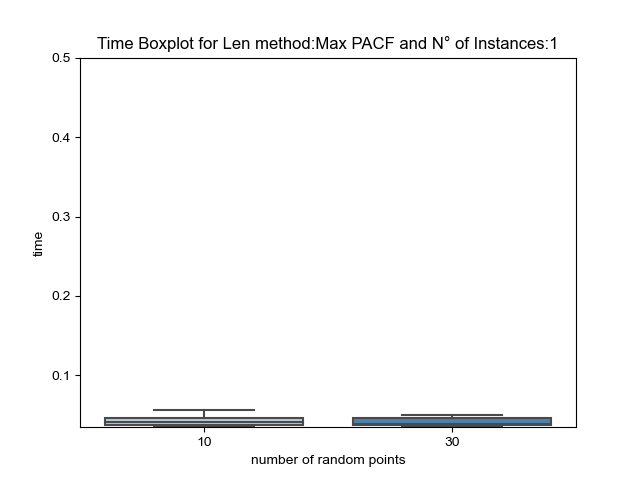 Time Boxplot for Len method:Max PACF and N° of Instances:1
0.5
0.4
0.3
0.2
0.1
time
10
30
number of random points